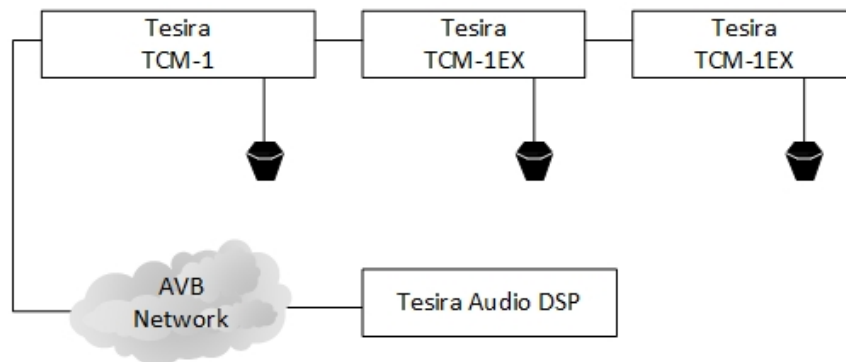 Tesira
TCM-1
Tesira
TCM-1EX
Tesira
TCM-1EX
AVB
Network
Tesira Audio DSP